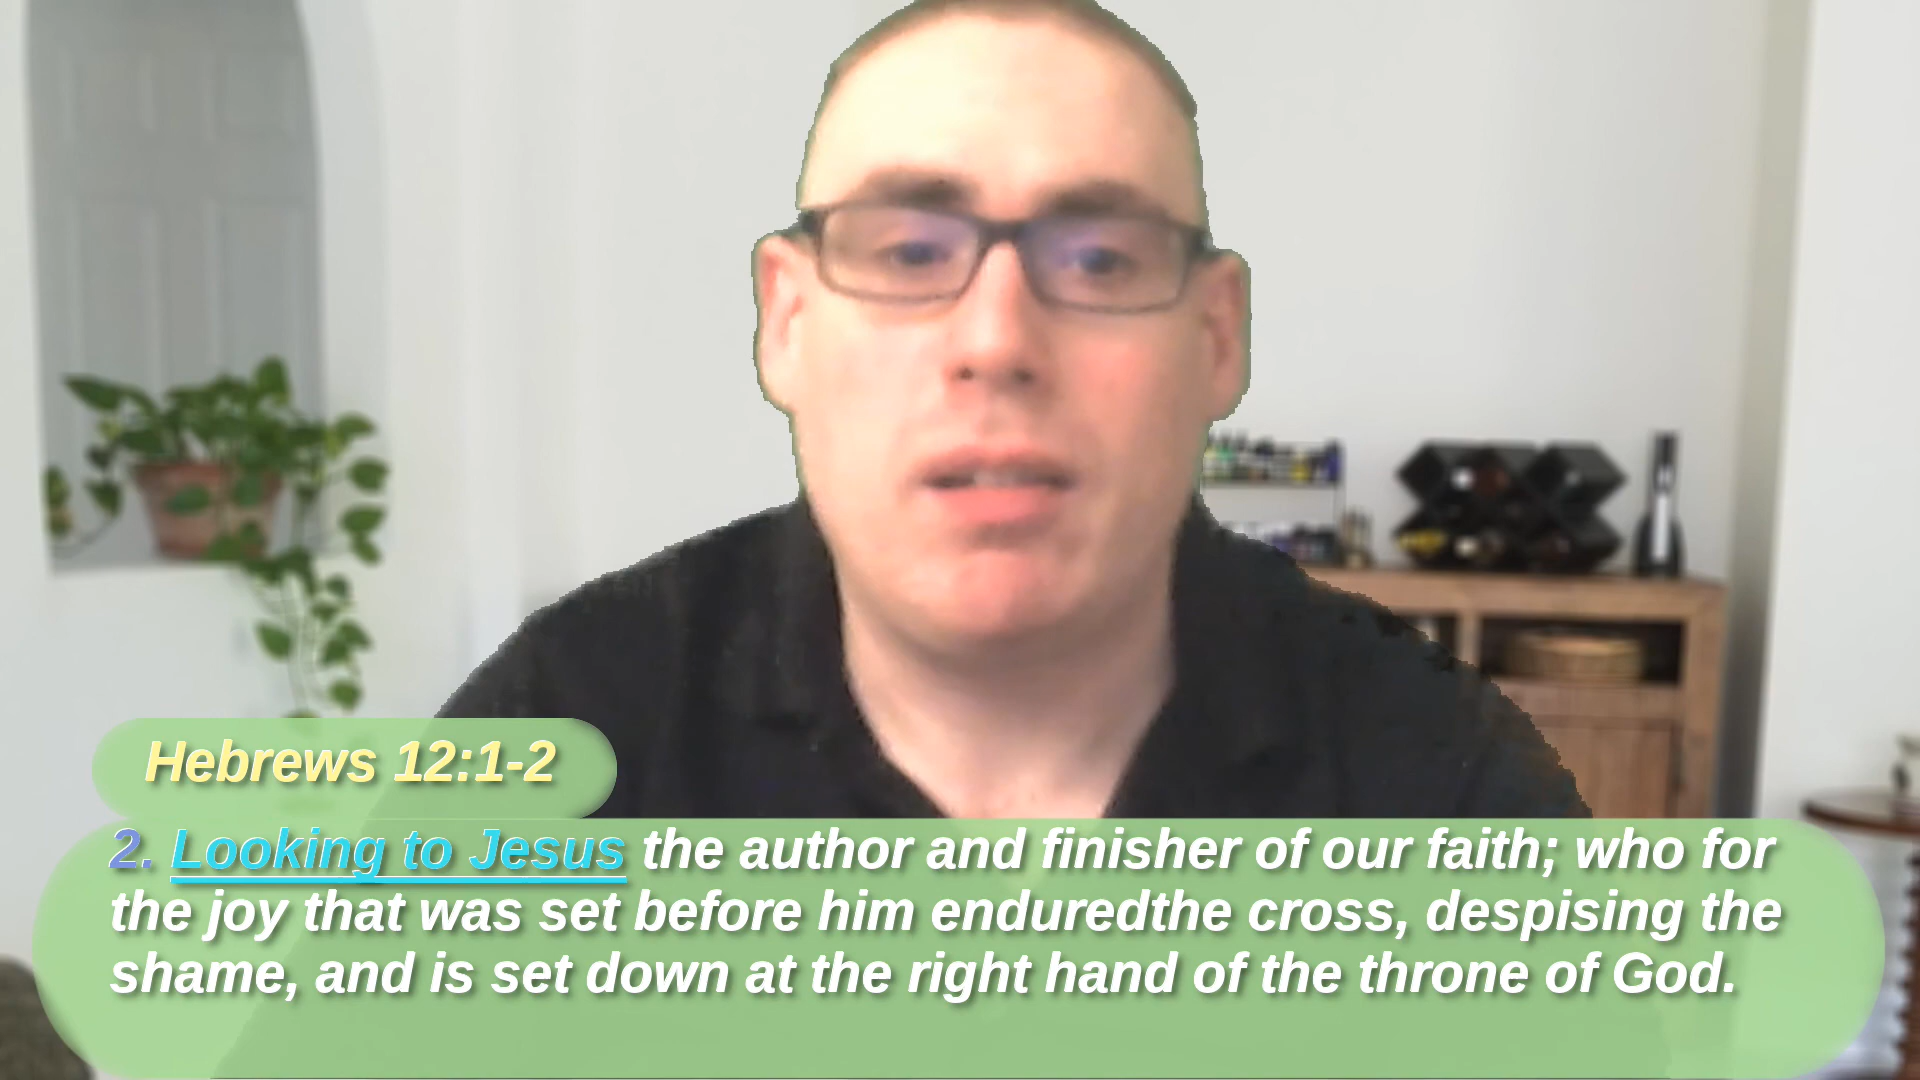 Hebrews 12:1-2
2. Looking to Jesus the author and finisher of our faith; who for
the joy that was set before him enduredthe cross, despising the
shame, and is set down at the right hand of the throne of God.